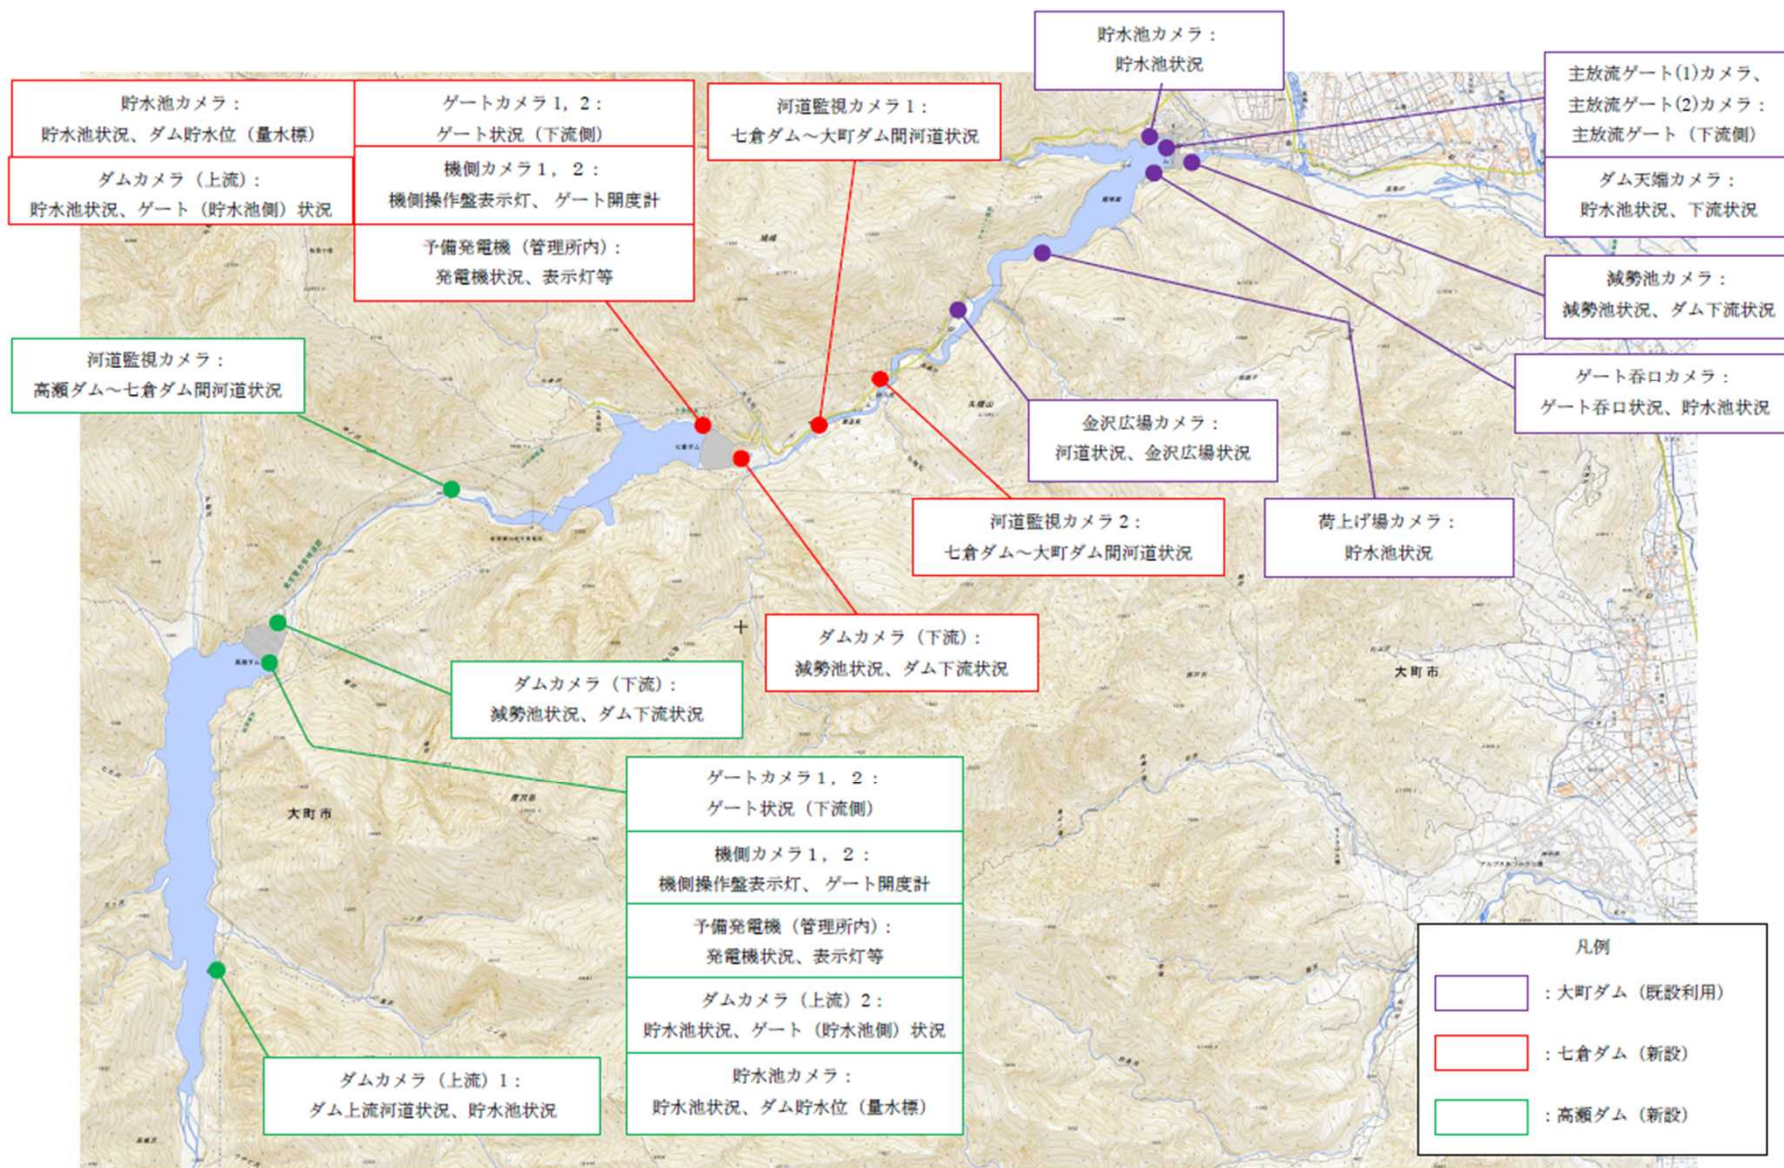 貯水池カメラ：
貯水池状況
主放流ゲート(1)カメラ、
主放流ゲート(2)カメラ：
主放流ゲート（下流側）
ダム天端カメラ：
貯水池状況、下流状況
減勢池カメラ：
減勢池状況、ダム下流状況
ゲート呑口カメラ：
ゲート呑口状況、貯水池状況
荷上げ場カメラ：
貯水池状況
金沢広場カメラ：
河道状況、金沢広場状況
貯水池カメラ：
貯水池状況、ダム貯水位（量水標）
ダムカメラ（上流）：
貯水池状況、ゲート（貯水池側）状況
ゲートカメラ1，2：
ゲート状況（下流側）
機側カメラ1，2：
機側操作盤表示灯、ゲート開度計
予備発電機（管理所内）：
発電機状況、表示灯等
河道監視カメラ1：
七倉ダム～大町ダム間河道状況
河道監視カメラ2：
七倉ダム～大町ダム間河道状況
ダムカメラ（下流）：
減勢池状況、ダム下流状況
河道監視カメラ：
高瀬ダム～七倉ダム間河道状況
ダムカメラ（下流）：
減勢池状況、ダム下流状況
ゲートカメラ1，2：
ゲート状況（下流側）
機側カメラ1，2：
機側操作盤表示灯、ゲート開度計
予備発電機（管理所内）：
発電機状況、表示灯等
ダムカメラ（上流）2：
貯水池状況、ゲート（貯水池側）状況
貯水池カメラ：
貯水池状況、ダム貯水位（量水標）
ダムカメラ（上流）1：
ダム上流河道状況、貯水池状況
七倉ダム
高瀬ダム
大町市
大町市
凡例
：大町ダム（既設利用）
：七倉ダム（新設）
：高瀬ダム（新設）